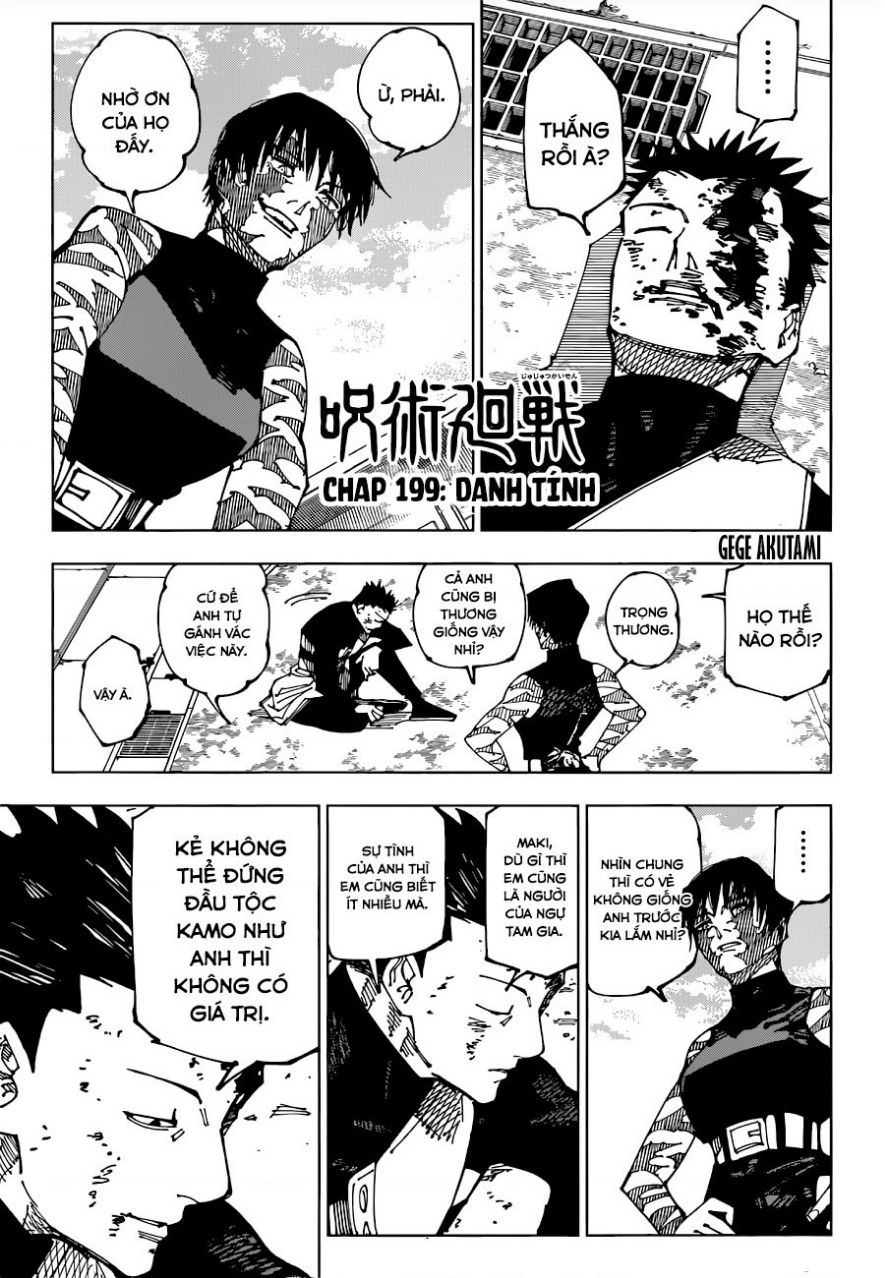 ........
THẮNG
RỒI À?
Ừ, PHẢI.
NHỜ ƠN
CỦA HỌ
ĐẤY.
じゅじゅつかいせん
呪術廻戦
CHAP 199: DANH TÍNH
GEGE AKUTAMI
HỌ THẾ
NÀO RỒI?
TRỌNG
THƯƠNG.
CẢ ANH
CŨNG BỊ
THƯƠNG
GIỐNG VẬY
NHỈ?
CỨ ĐỂ
ANH TỰ
GÁNH VÁC
VIỆC NÀY.
VẬY À.
........
NHÌN CHUNG
THÌ CÓ VẺ
KHÔNG GIỐNG
ANH TRƯỚC
KIA LẮM NHỈ?
MAKI,
DÙ GÌ THÌ
EM CŨNG
LÀ NGƯỜI
CỦA NGỰ
TAM GIA.
SỰ TÌNH
CỦA ANH THÌ
EM CŨNG BIẾT
ÍT NHIỀU MÀ.
KẺ KHÔNG
THỂ ĐỨNG
ĐẦU TỘC
KAMO NHƯ
ANH THÌ
KHÔNG CÓ
GIÁ TRỊ.